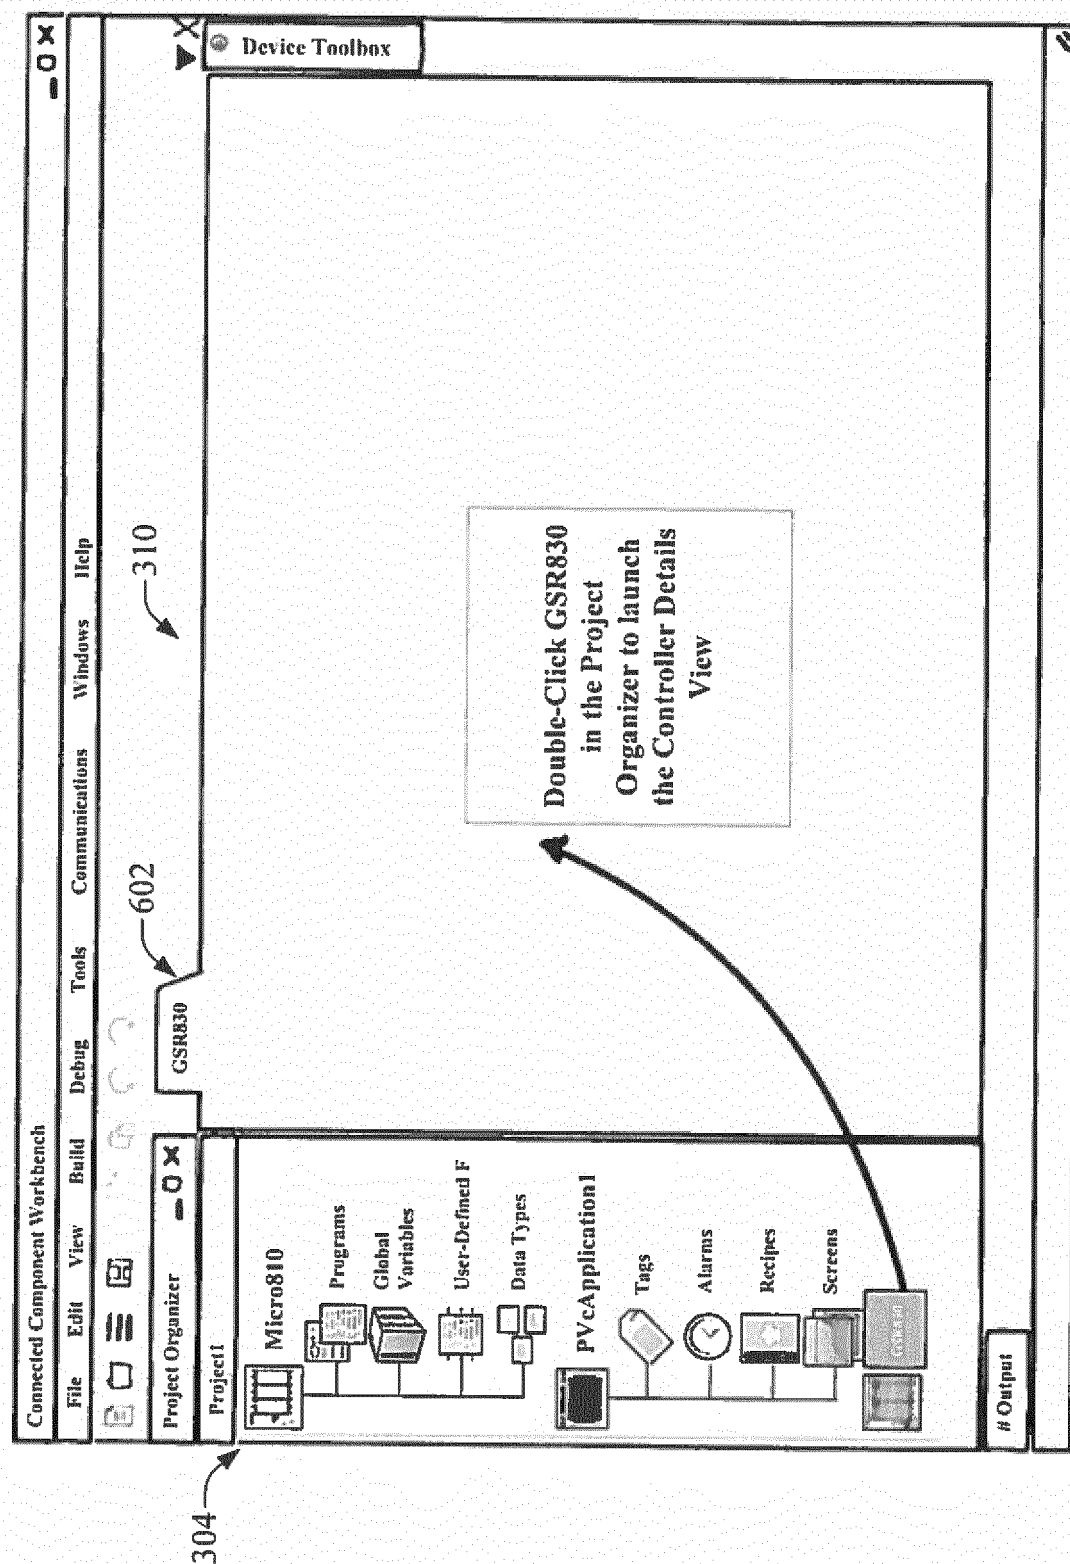 Connected Component Workbench
File Edit View Build Debug Tools Communications Windows Help
602
310
Project Organizer
GSR830
Project1
Device Toolbox
304
Micro810
Programs
Global
Variables
User-Defined F
Data Types
PVcApplication1
Tags
Alarms
Recipes
Screens
Double-Click GSR830
in the Project
Organizer to launch
the Controller Details
View
# Output